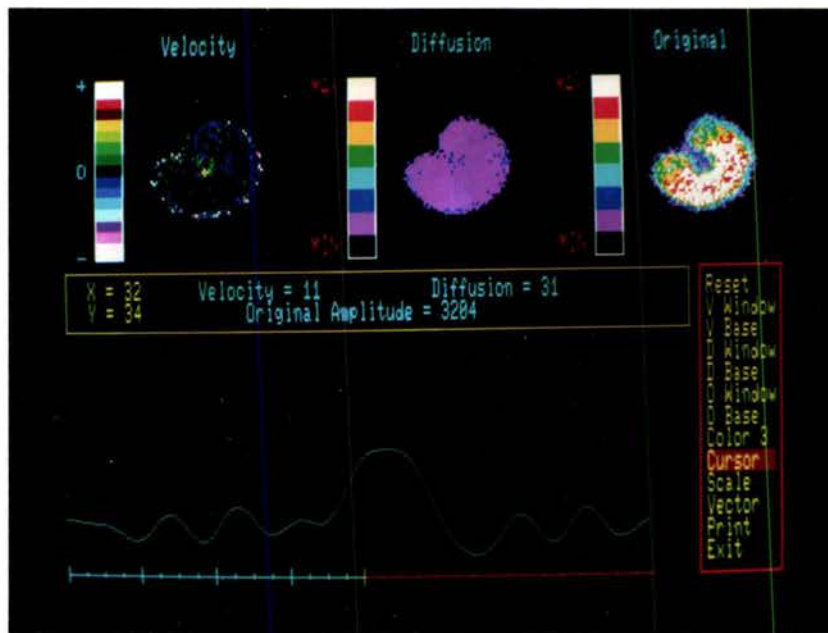 Velocity Diffusion Original
+
0
-
X = 32 Velocity = 11 Diffusion = 31
Y = 34 Original Amplitude = 3204
Reset
V Window
V Base
D Window
D Base
O Window
O Base
Color 3
Cursor
Scale
Vector
Print
Exit